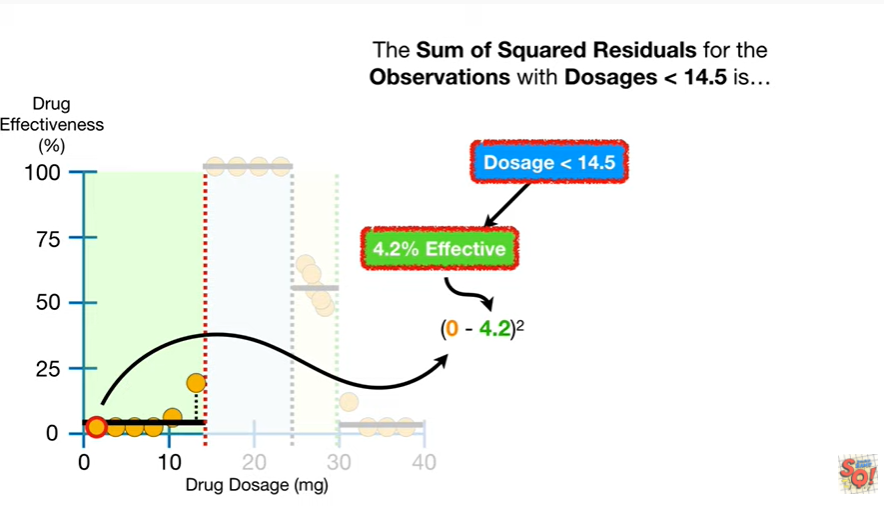 The Sum of Squared Residuals for the
Observations with Dosages < 14.5 is…
Drug
Effectiveness
(%)
100
75
50
25
0
0
10
20
30
40
Drug Dosage (mg)
Dosage < 14.5
4.2% Effective
(0 - 4.2)²
SQ!